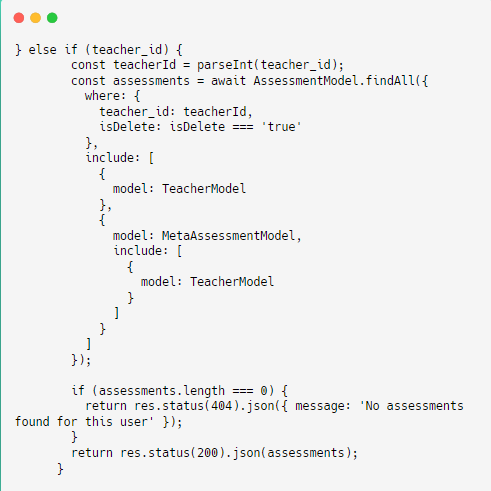 } else if (teacher_id) {
        const teacherId = parseInt(teacher_id);
        const assessments = await AssessmentModel.findAll({
          where: {
            teacher_id: teacherId,
            isDelete: isDelete === 'true'
          },
          include: [
            {
              model: TeacherModel
            },
            {
              model: MetaAssessmentModel,
              include: [
                {
                  model: TeacherModel
                }
              ]
            }
          ]
        });

        if (assessments.length === 0) {
          return res.status(404).json({ message: 'No assessments
found for this user' });
        }
        return res.status(200).json(assessments);
      }